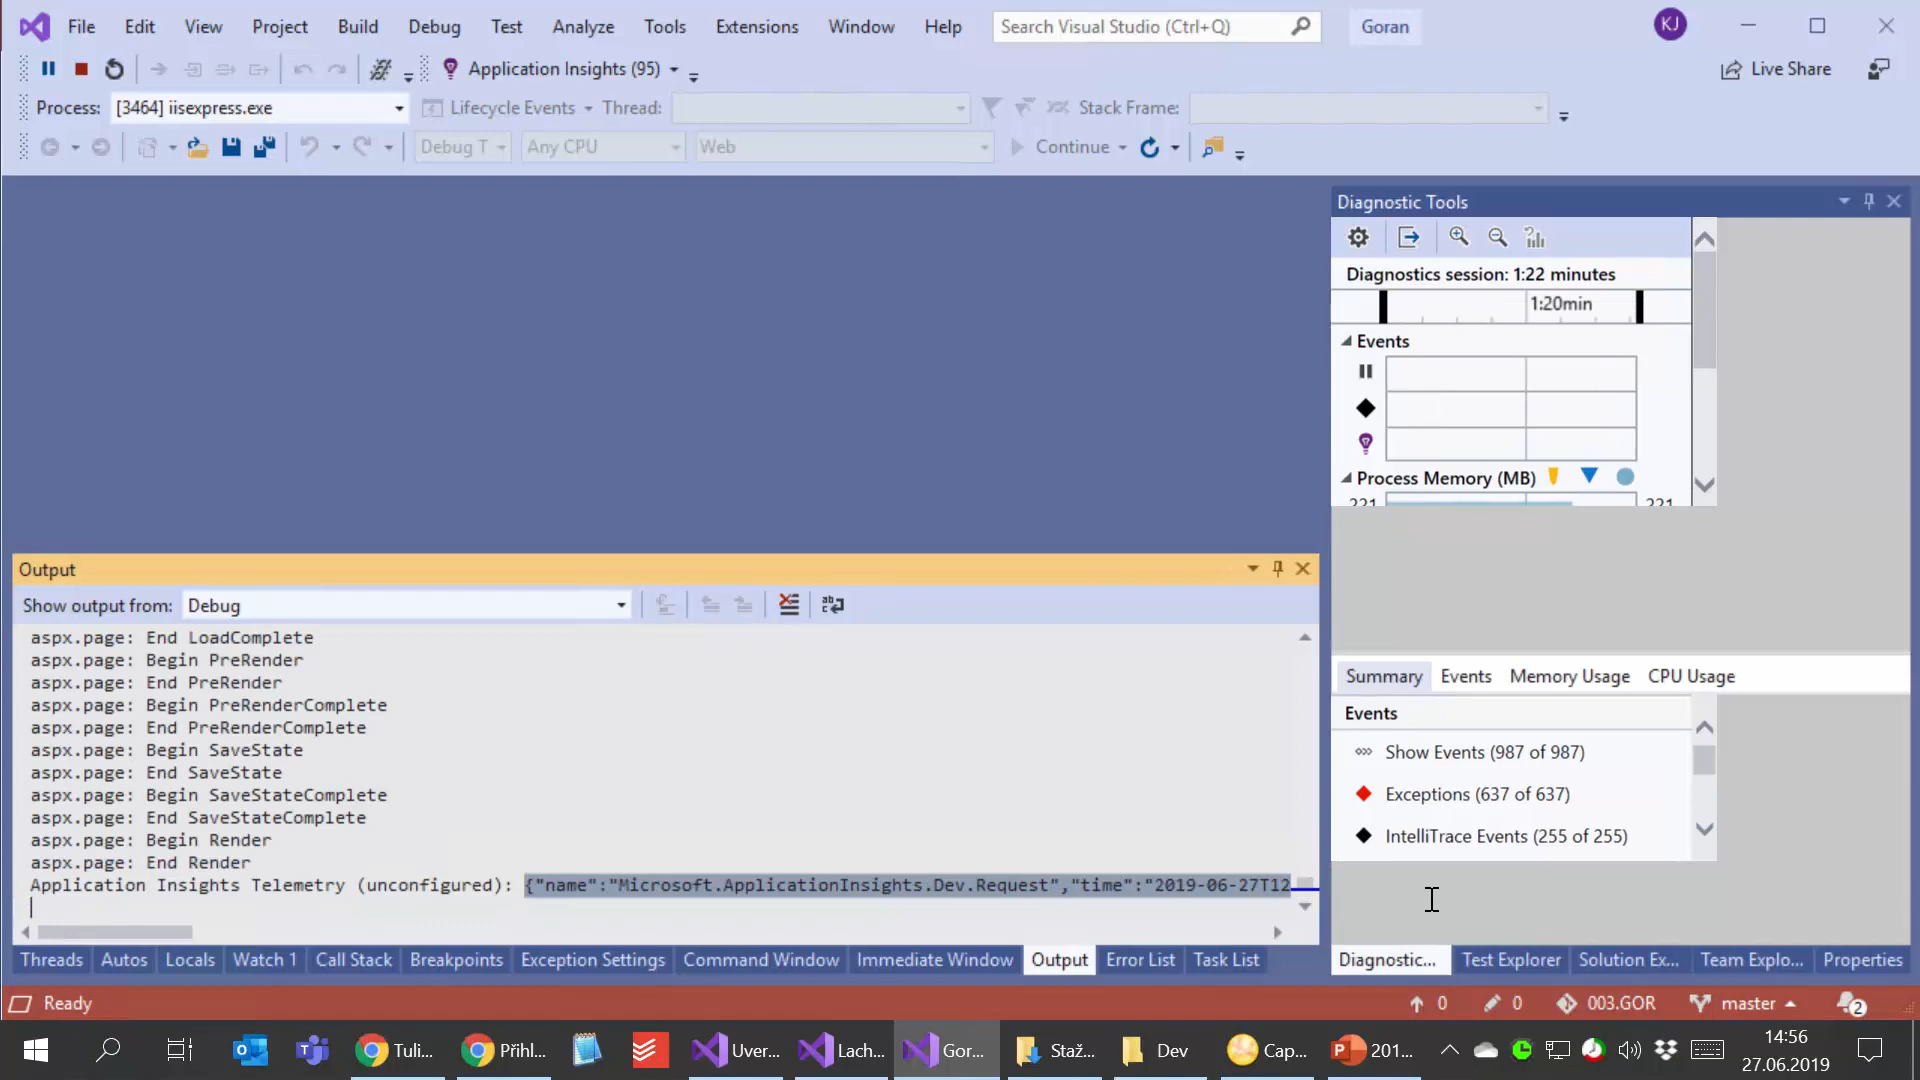 File Edit View Project Build Debug Test Analyze Tools Extensions Window Help Search Visual Studio (Ctrl+Q) Goran KJ
Application Insights (95) Live Share
Process: [3464] iisexpress.exe Lifecycle Events Thread: Stack Frame:
Debug T Any CPU Web Continue
Diagnostic Tools
Diagnostics session: 1:22 minutes
1:20min
Events
Process Memory (MB)
221 221
Output
Show output from: Debug
aspx.page: End LoadComplete
aspx.page: Begin PreRender
aspx.page: End PreRender
aspx.page: Begin PreRenderComplete
aspx.page: End PreRenderComplete
aspx.page: Begin SaveState
aspx.page: End SaveState
aspx.page: Begin SaveStateComplete
aspx.page: End SaveStateComplete
aspx.page: Begin Render
aspx.page: End Render
Application Insights Telemetry (unconfigured): {"name":"Microsoft.ApplicationInsights.Dev.Request","time":"2019-06-27T12
Summary Events Memory Usage CPU Usage
Events
Show Events (987 of 987)
Exceptions (637 of 637)
IntelliTrace Events (255 of 255)
Threads Autos Locals Watch 1 Call Stack Breakpoints Exception Settings Command Window Immediate Window Output Error List Task List
Diagnostic... Test Explorer Solution Ex... Team Explo... Properties
Ready 0 0 003.GOR master 2
Tuli... Přihl... Uver... Lach... Gor... Staž... Dev Cap... 201...
14:56
27.06.2019